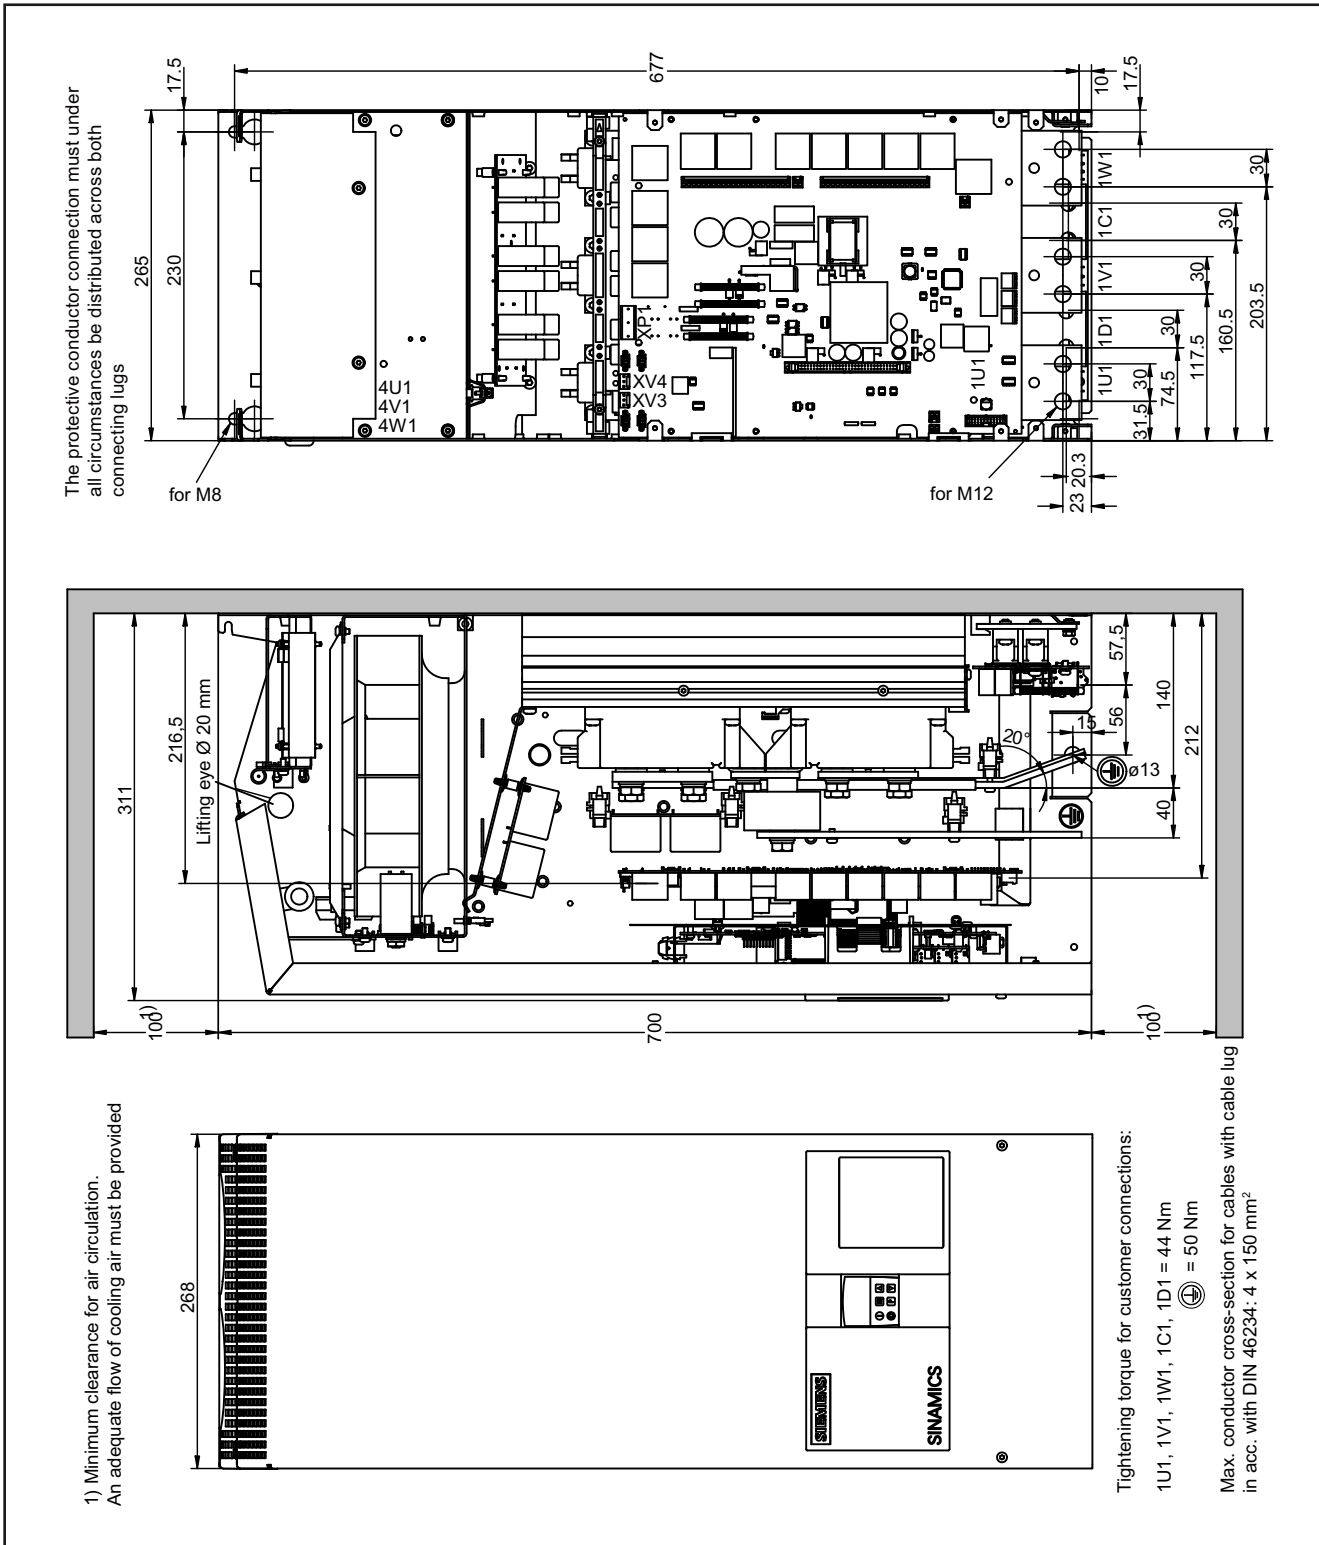 The protective conductor connection must under
all circumstances be distributed across both
connecting lugs
17.5
265
230
677
10
17.5
4U1
4V1
4W1
XP1
XV4
XV3
1U1
1W1
1C1
1V1
1D1
1U1
30
30
30
30
30
31.5
74.5
117.5
160.5
203.5
20.3
23
for M8
for M12
311
216,5
Lifting eye Ø 20 mm
57,5
56
15
20°
ø13
140
40
212
100 1)
700
100 1)
1) Minimum clearance for air circulation.
An adequate flow of cooling air must be provided
268
SIEMENS
SINAMICS
Tightening torque for customer connections:
1U1, 1V1, 1W1, 1C1, 1D1 = 44 Nm
= 50 Nm
Max. conductor cross-section for cables with cable lug
in acc. with DIN 46234: 4 x 150 mm²